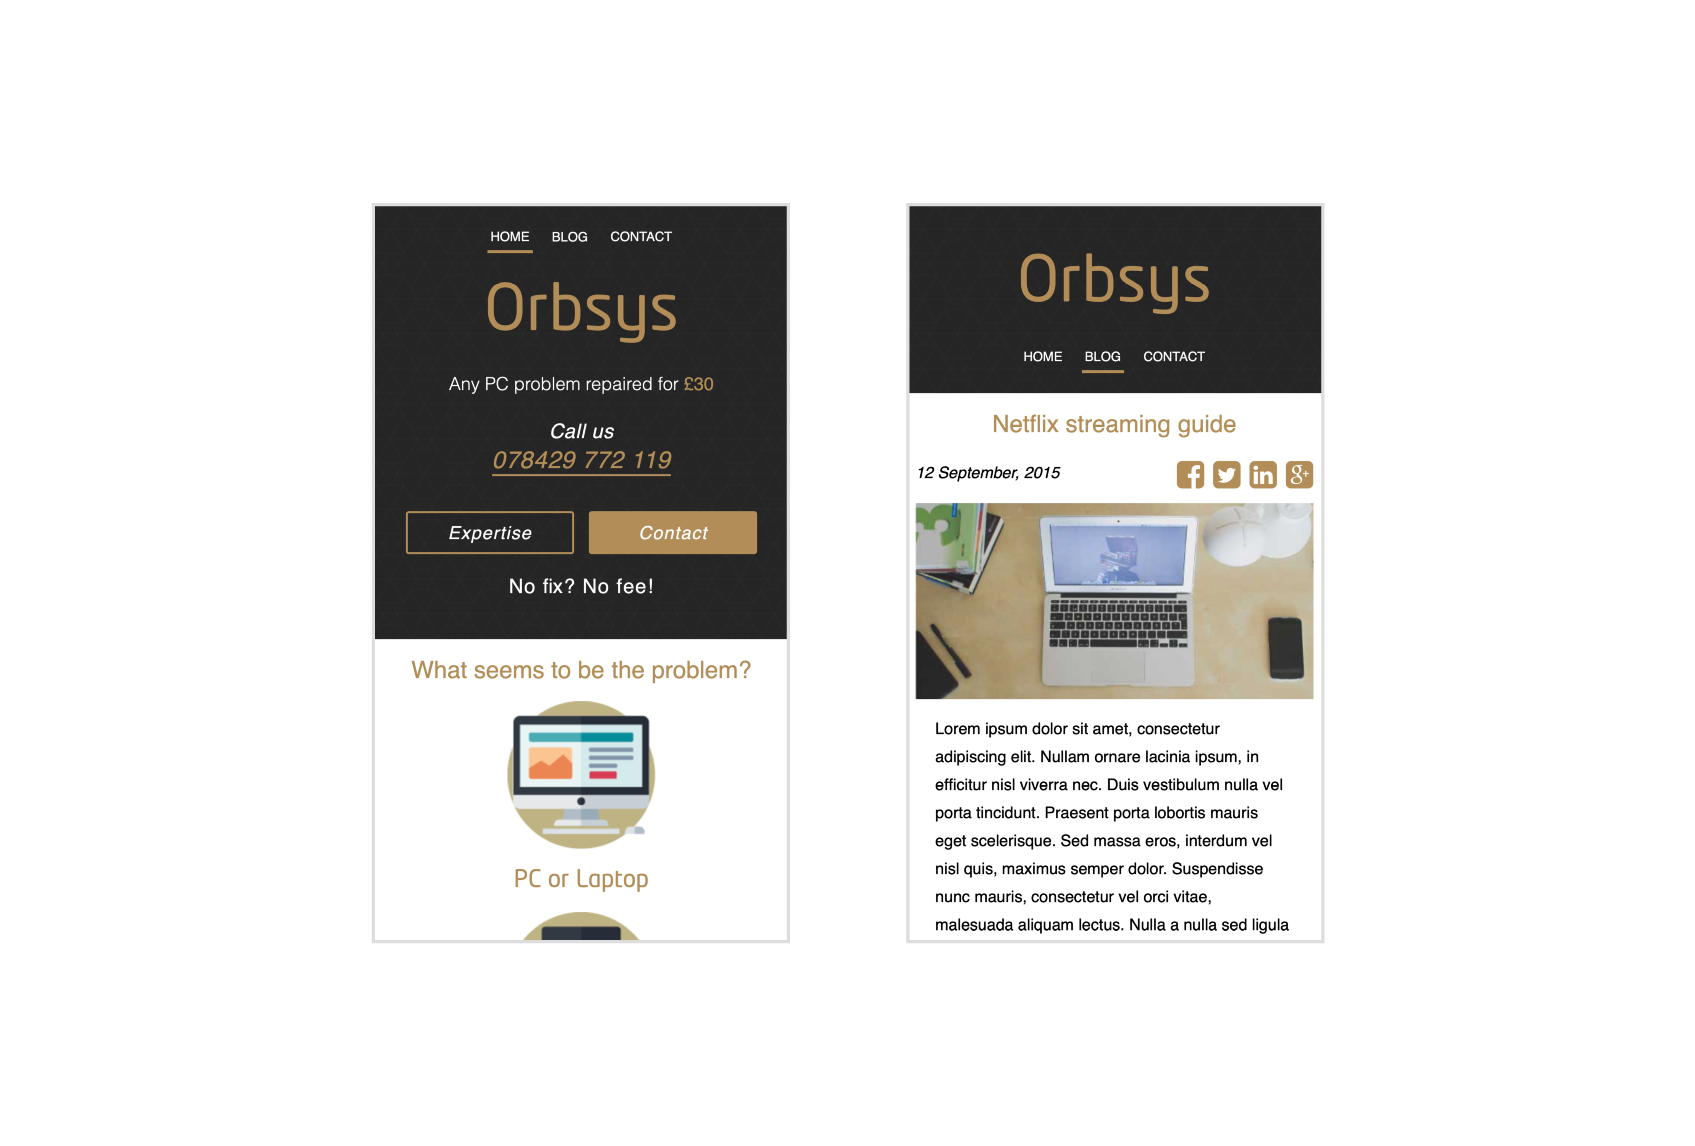 HOME BLOG CONTACT
Orbsys
Any PC problem repaired for £30
Call us
078429 772 119
Expertise Contact
No fix? No fee!
What seems to be the problem?
PC or Laptop
Orbsys
HOME BLOG CONTACT
Netflix streaming guide
12 September, 2015
Lorem ipsum dolor sit amet, consectetur
adipiscing elit. Nullam ornare lacinia ipsum, in
efficitur nisl viverra nec. Duis vestibulum nulla vel
porta tincidunt. Praesent porta lobortis mauris
eget scelerisque. Sed massa eros, interdum vel
nisl quis, maximus semper dolor. Suspendisse
nunc mauris, consectetur vel orci vitae,
malesuada aliquam lectus. Nulla a nulla sed ligula